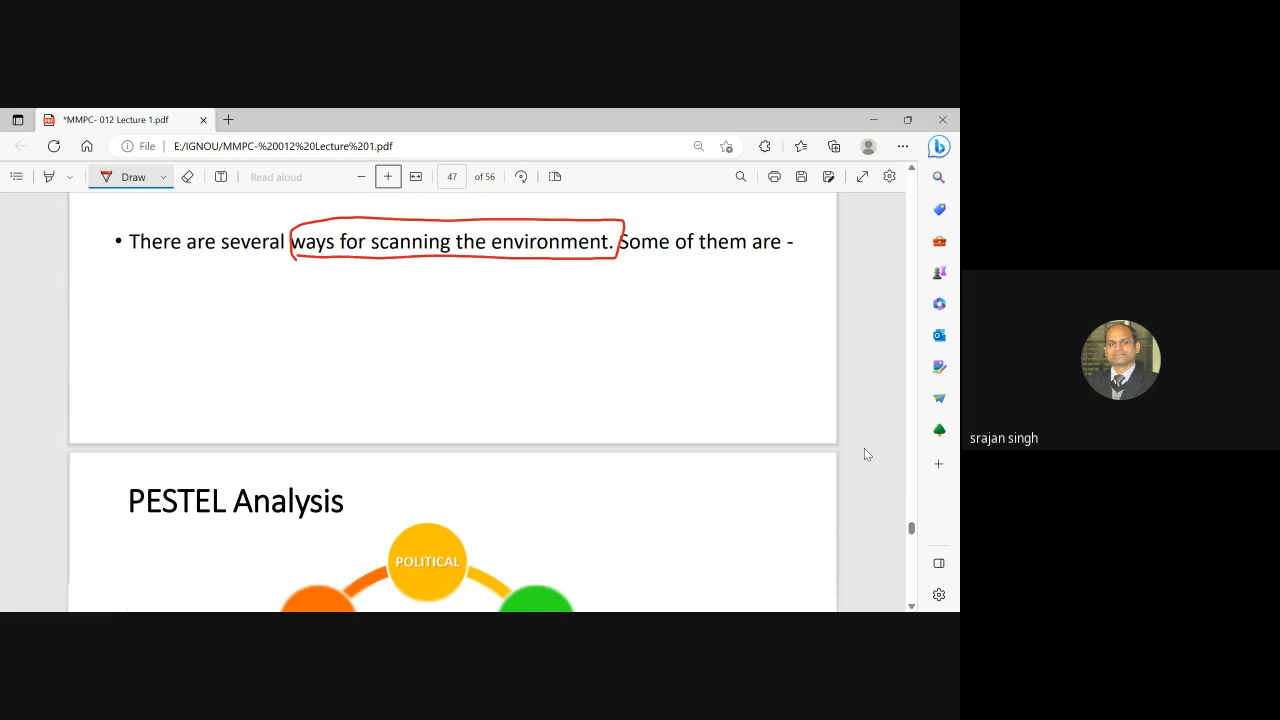 *MMPC- 012 Lecture 1.pdf
File E:/IGNOU/MMPC-%20012%20Lecture%201.pdf
Draw Read aloud 47 of 56
• There are several ways for scanning the environment. Some of them are -
srajan singh
PESTEL Analysis
POLITICAL